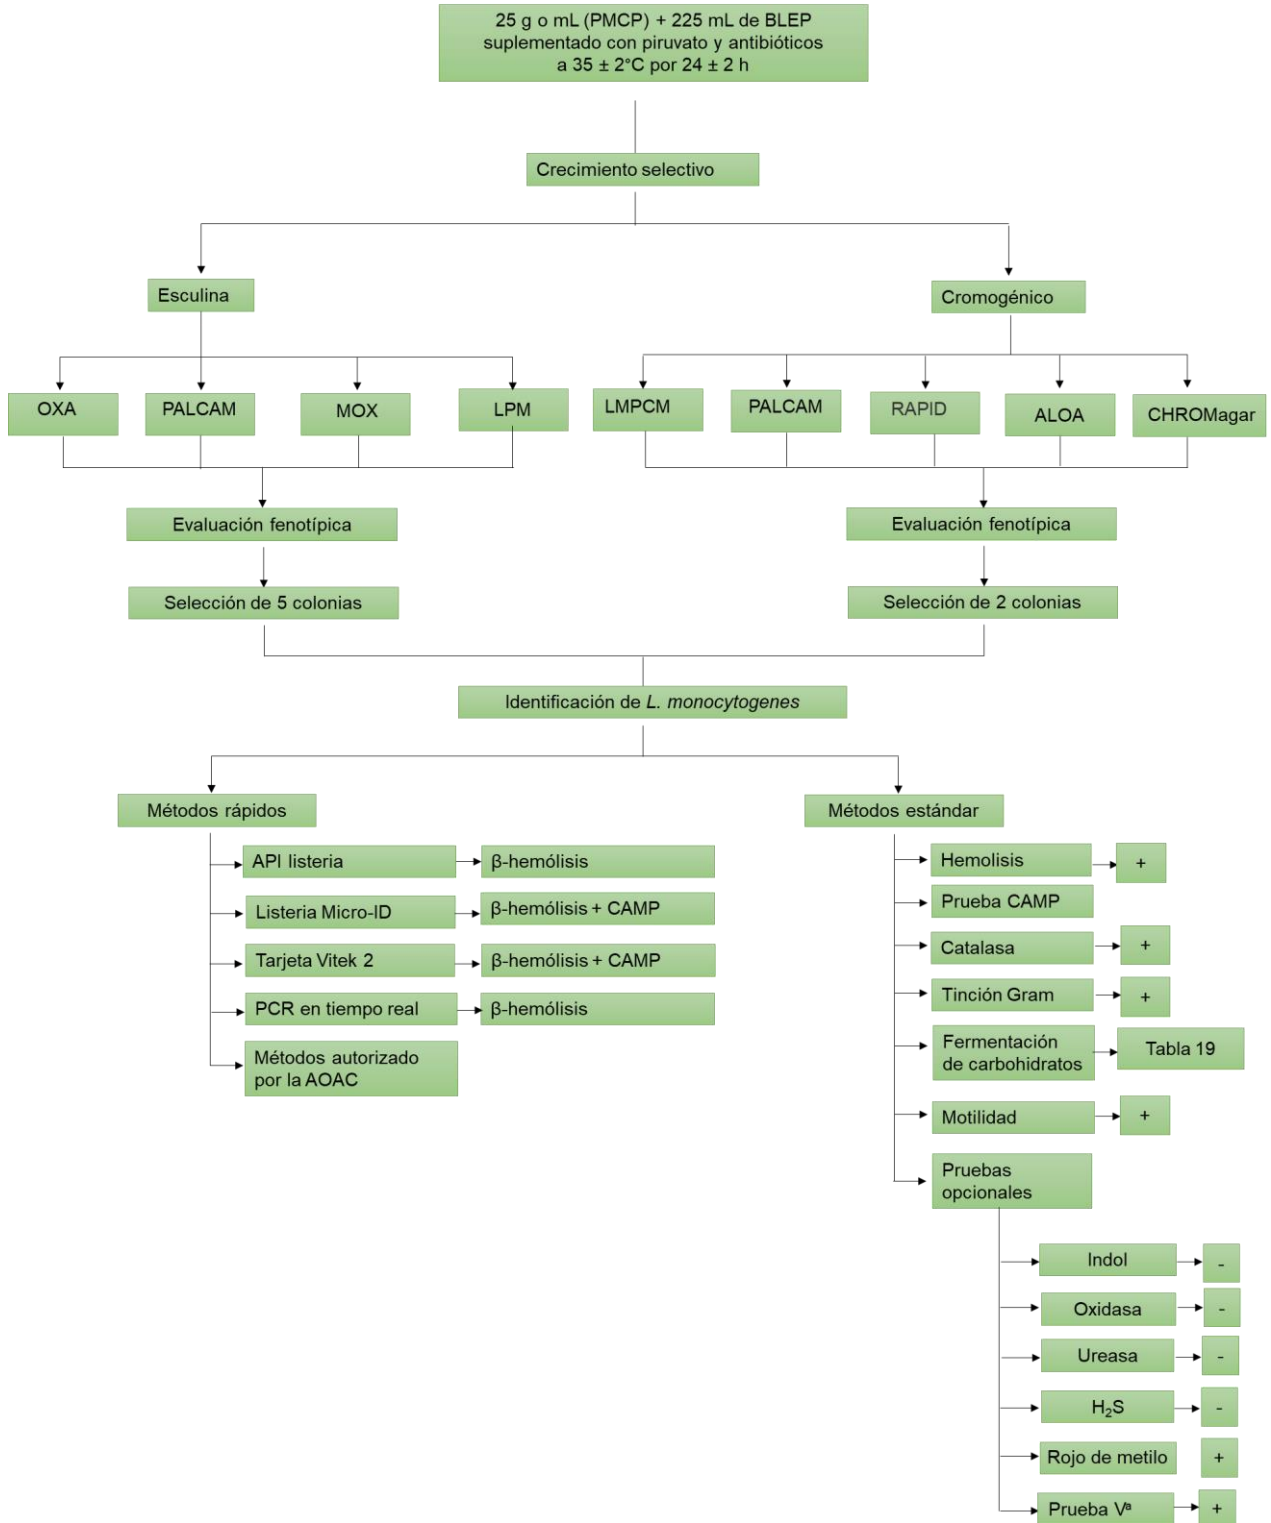 25 g o mL (PMCP) + 225 mL de BLEP
suplementado con piruvato y antibióticos
a 35 ± 2°C por 24 ± 2 h
Crecimiento selectivo
Esculina
Cromogénico
OXA
PALCAM
MOX
LPM
LMPCM
PALCAM
RAPID
ALOA
CHROMagar
Evaluación fenotípica
Evaluación fenotípica
Selección de 5 colonias
Selección de 2 colonias
Identificación de L. monocytogenes
Métodos rápidos
API listeria
β-hemólisis
Listeria Micro-ID
β-hemólisis + CAMP
Tarjeta Vitek 2
β-hemólisis + CAMP
PCR en tiempo real
β-hemólisis
Métodos autorizado
por la AOAC
Métodos estándar
Hemolisis
+
Prueba CAMP
Catalasa
+
Tinción Gram
+
Fermentación
de carbohidratos
Tabla 19
Motilidad
+
Pruebas
opcionales
Indol
-
Oxidasa
-
Ureasa
-
H₂S
-
Rojo de metilo
+
Prueba Vᵃ
+